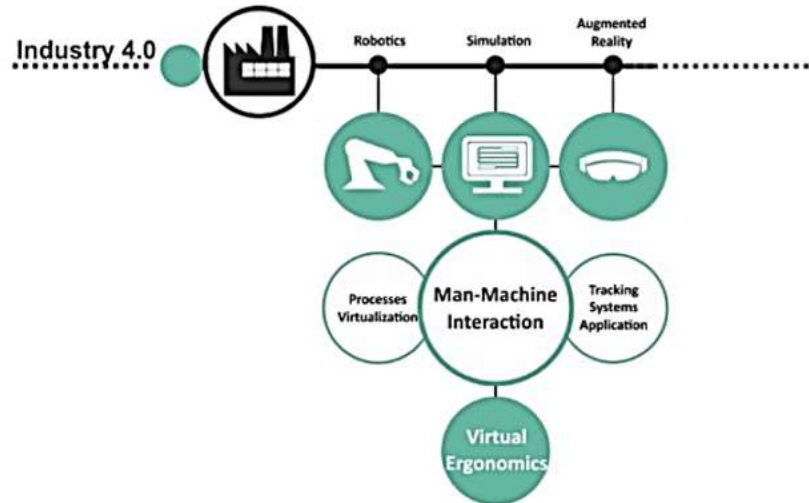 Industry 4.0
Robotics
Simulation
Augmented
Reality
Processes
Virtualization
Man-Machine
Interaction
Tracking
Systems
Application
Virtual
Ergonomics